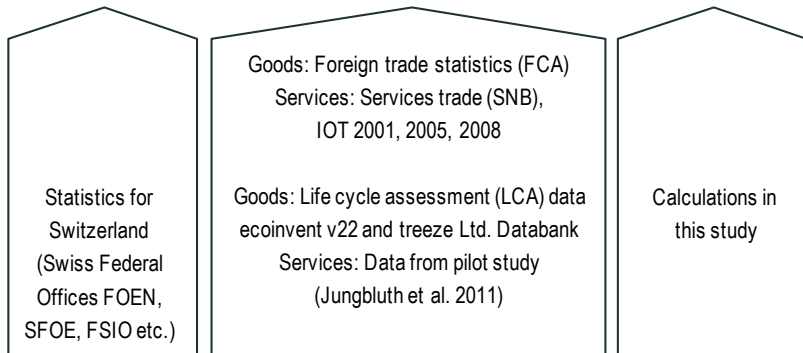 Statistics for
Switzerland
(Swiss Federal
Offices FOEN,
SFOE, FSIO etc.)
Goods: Foreign trade statistics (FCA)
Services: Services trade (SNB),
IOT 2001, 2005, 2008
Goods: Life cycle assessment (LCA) data
ecoinvent v22 and treeze Ltd. Databank
Services: Data from pilot study
(Jungbluth et al. 2011)
Calculations in
this study